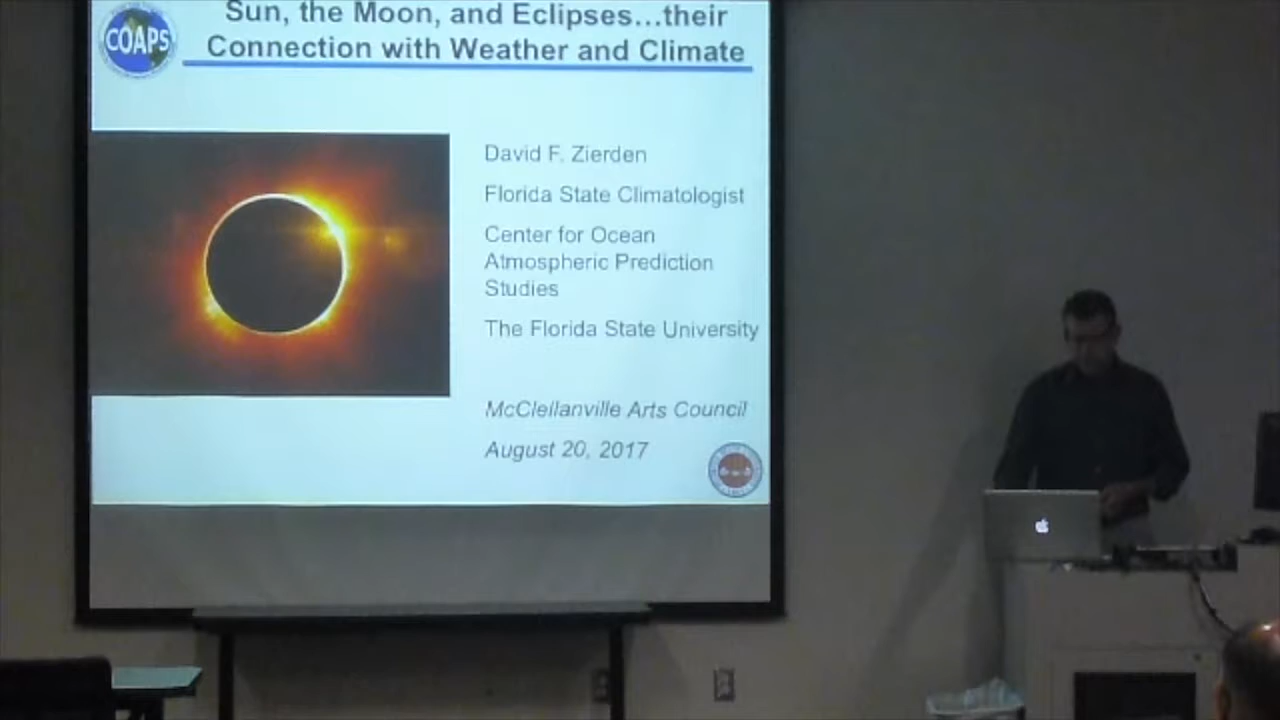 Sun, the Moon, and Eclipses...their
Connection with Weather and Climate
COAPS
David F. Zierden
Florida State Climatologist
Center for Ocean
Atmospheric Prediction
Studies
The Florida State University
McClellanville Arts Council
August 20, 2017